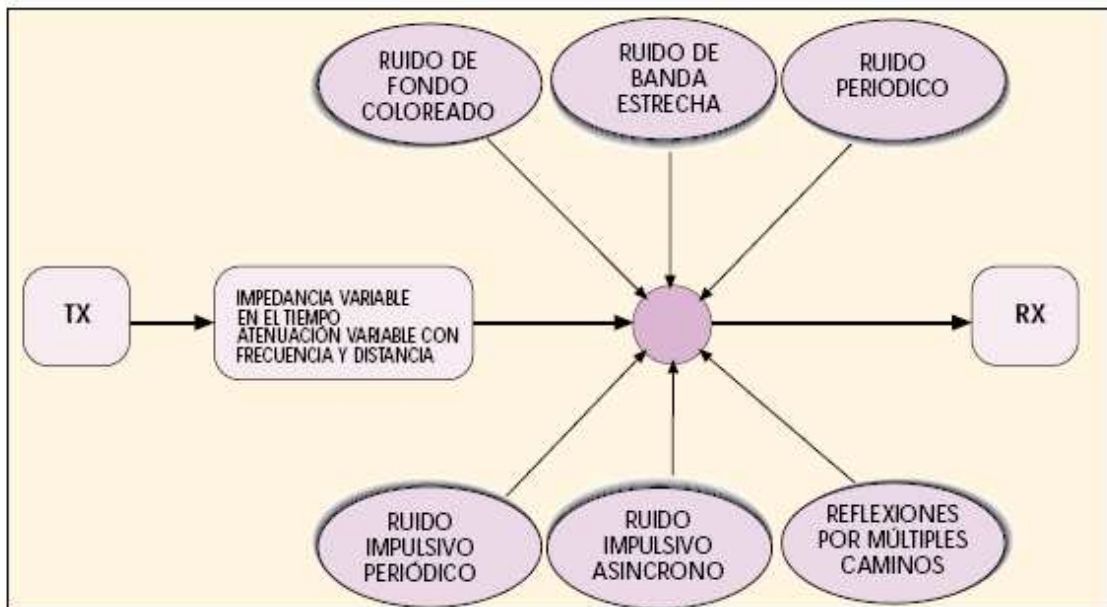 RUIDO DE
FONDO
COLOREADO
RUIDO DE
BANDA
ESTRECHA
RUIDO
PERIODICO
TX
IMPEDANCIA VARIABLE
EN EL TIEMPO
ATENUACIÓN VARIABLE CON
FRECUENCIA Y DISTANCIA
RX
RUIDO
IMPULSIVO
PERIÓDICO
RUIDO
IMPULSIVO
ASINCRONO
REFLEXIONES
POR MÚLTIPLES
CAMINOS